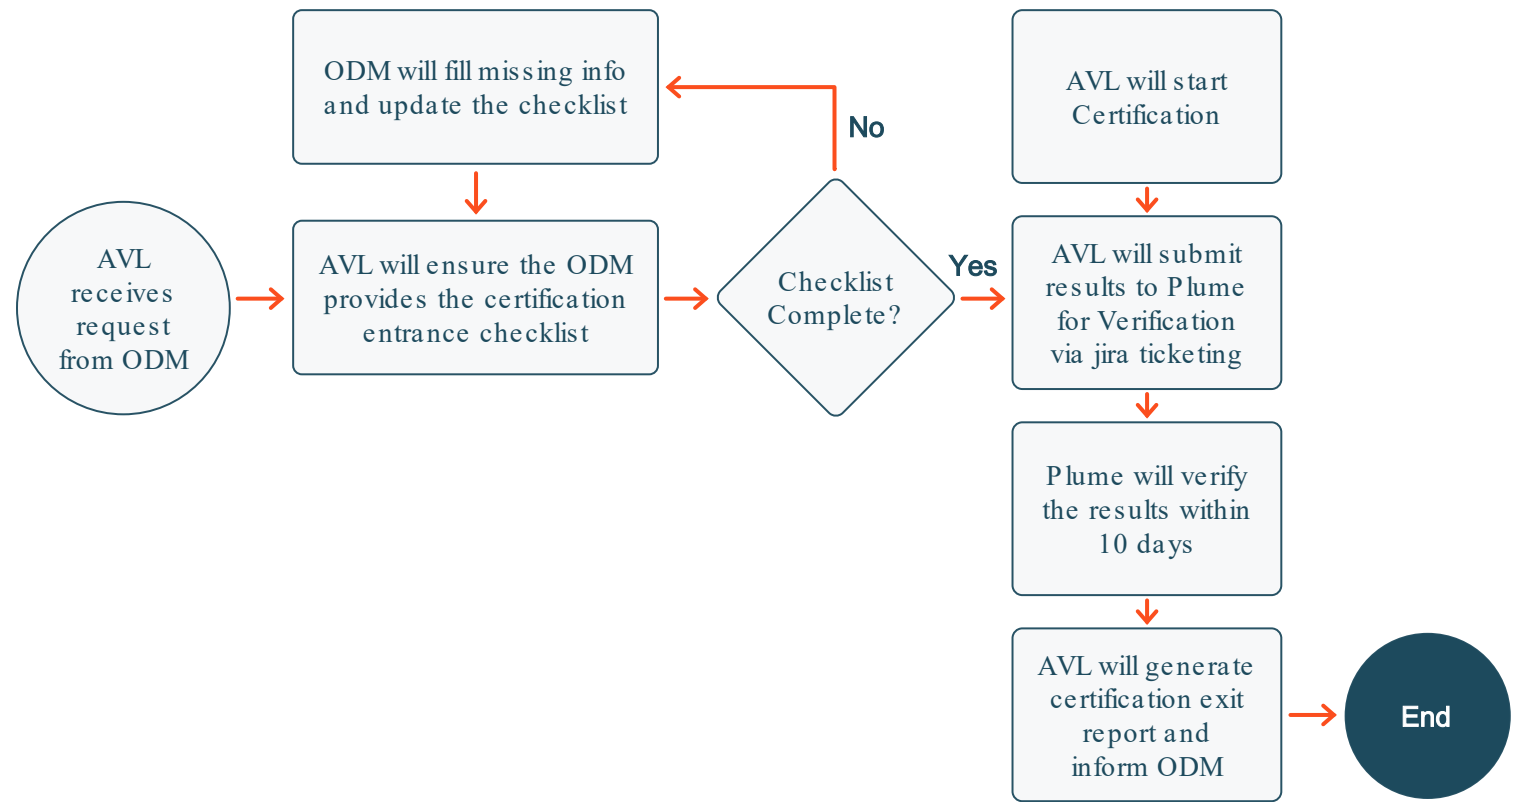 AVL
receives
request
from ODM
ODM will fill missing info
and update the checklist
AVL will ensure the ODM
provides the certification
entrance checklist
No
Checklist
Complete?
Yes
AVL will start
Certification
AVL will submit
results to Plume
for Verification
via jira ticketing
Plume will verify
the results within
10 days
AVL will generate
certification exit
report and
inform ODM
End